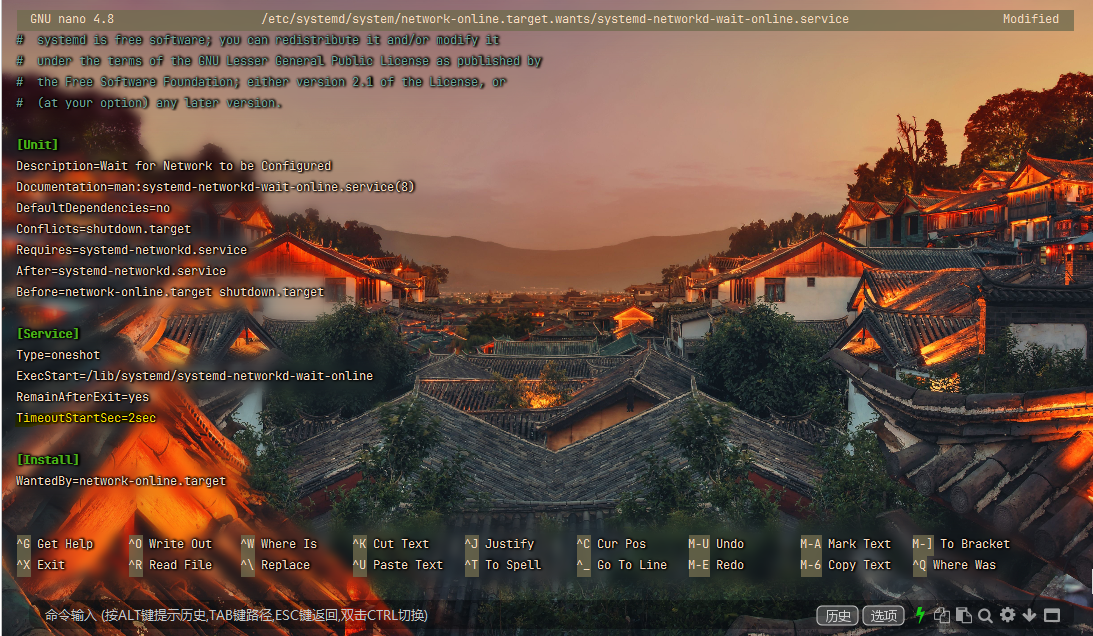 GNU nano 4.8 /etc/systemd/system/network-online.target.wants/systemd-networkd-wait-online.service Modified
# systemd is free software; you can redistribute it and/or modify it
# under the terms of the GNU Lesser General Public License as published by
# the Free Software Foundation; either version 2.1 of the License, or
# (at your option) any later version.
[Unit]
Description=Wait for Network to be Configured
Documentation=man:systemd-networkd-wait-online.service(8)
DefaultDependencies=no
Conflicts=shutdown.target
Requires=systemd-networkd.service
After=systemd-networkd.service
Before=network-online.target shutdown.target
[Service]
Type=oneshot
ExecStart=/lib/systemd/systemd-networkd-wait-online
RemainAfterExit=yes
TimeoutStartSec=2sec
[Install]
WantedBy=network-online.target
^G Get Help ^O Write Out ^W Where Is ^K Cut Text ^J Justify ^C Cur Pos M-U Undo M-A Mark Text M-] To Bracket
^X Exit ^R Read File ^\ Replace ^U Paste Text ^T To Spell ^_ Go To Line M-E Redo M-6 Copy Text ^Q Where Was
命令输入 (按ALT键提示历史,TAB键路径,ESC键返回,双击CTRL切换) 历史 选项